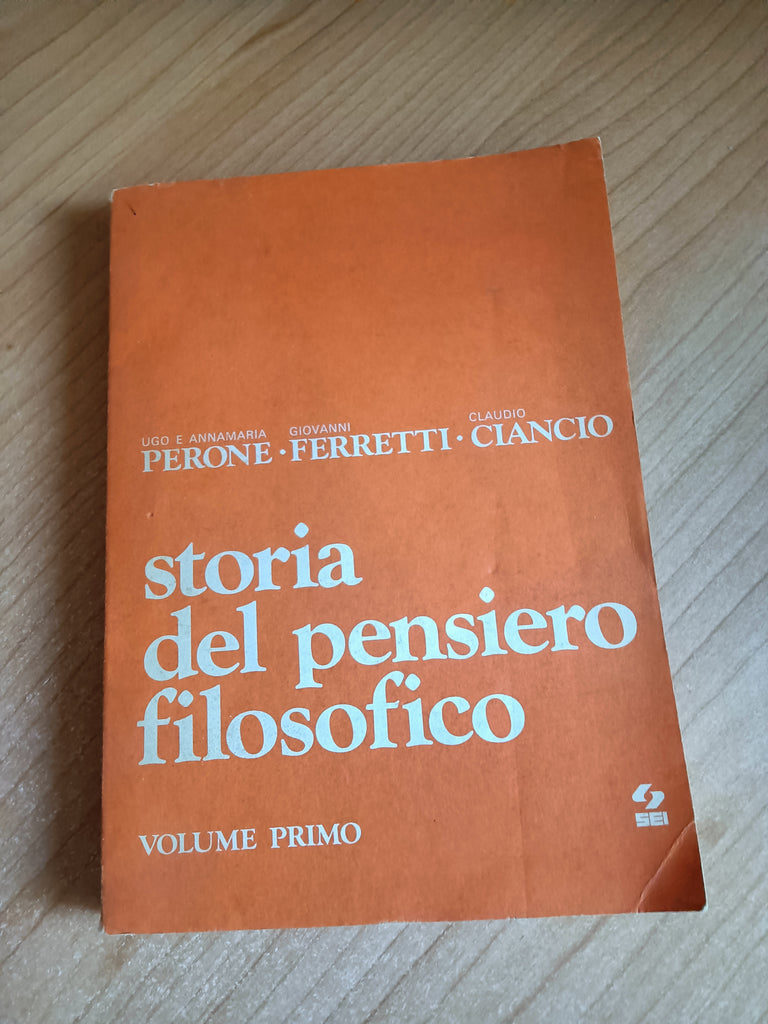 UGO E ANNAMARIA GIOVANNI CLAUDIO
PERONE · FERRETTI · CIANCIO
storia
del pensiero
filosofico
VOLUME PRIMO
SEI